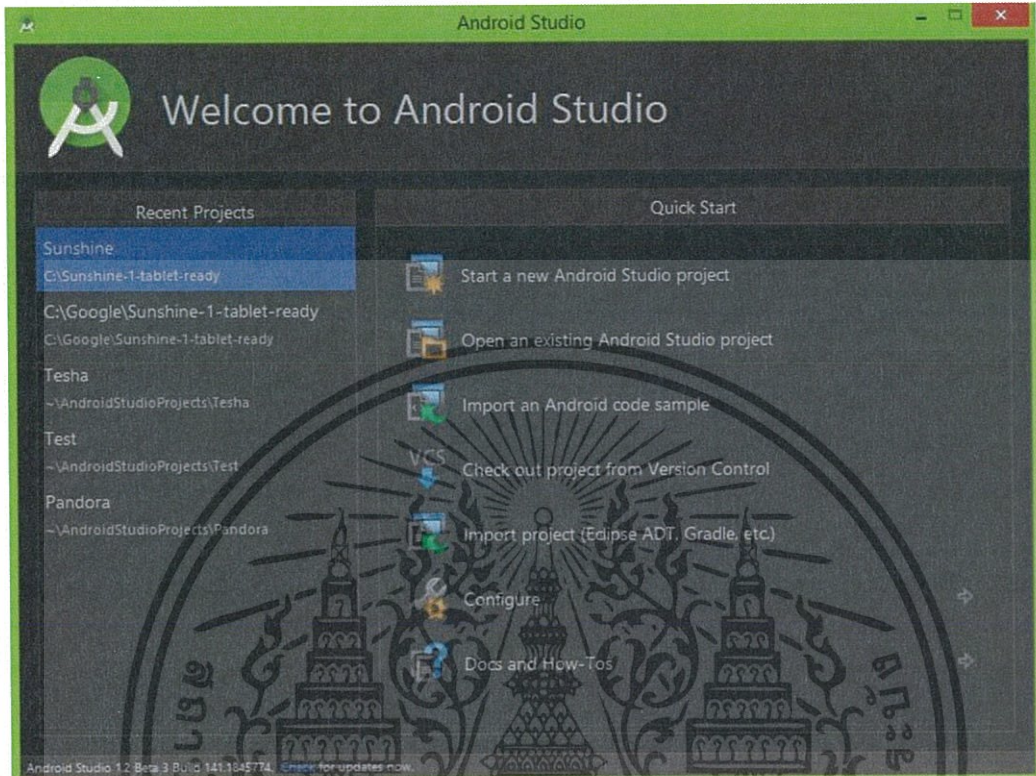 Android Studio
Welcome to Android Studio
Recent Projects
Sunshine
C:\Sunshine-1-tablet-ready
C:\Google\Sunshine-1-tablet-ready
C:\Google\Sunshine-1-tablet-ready
Tesha
~\AndroidStudioProjects\Tesha
Test
~\AndroidStudioProjects\Test
Pandora
~\AndroidStudioProjects\Pandora
Quick Start
Start a new Android Studio project
Open an existing Android Studio project
Import an Android code sample
VCS
Check out project from Version Control
Import project (Eclipse ADT, Gradle, etc.)
Configure
Docs and How-Tos
Android Studio 1.2 Beta 3 Build 141.1845774. Check for updates now.